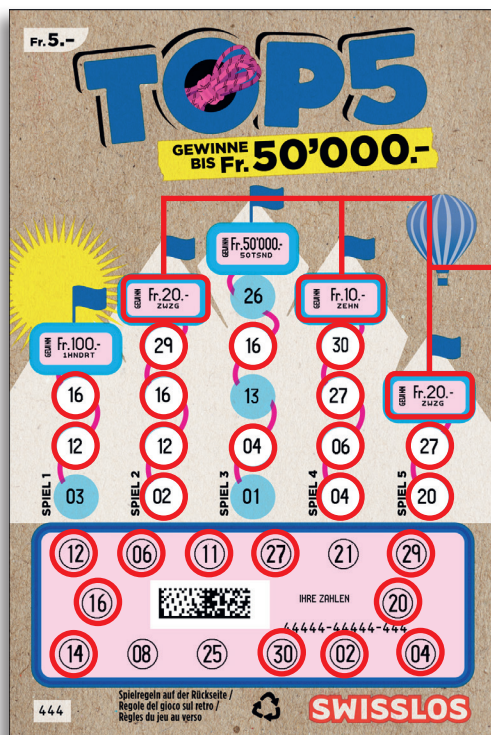 Fr. 5.-
TOP5
GEWINNE
BIS Fr. 50'000.-
GEWINN Fr.50'000.-
50TSND
GEWINN Fr.20.-
ZWZG
GEWINN Fr.10.-
ZEHN
GEWINN Fr.100.-
1HNDRT
GEWINN Fr.20.-
ZWZG
SPIEL 1
16
12
03
SPIEL 2
29
16
12
02
SPIEL 3
26
16
13
04
01
SPIEL 4
30
27
06
04
SPIEL 5
27
20
12 06 11 27 21 29
16 IHRE ZAHLEN 20
44444-44444-444
14 08 25 30 02 04
444
Spielregeln auf der Rückseite /
Regole del gioco sul retro /
Règles du jeu au verso
SWISSLOS